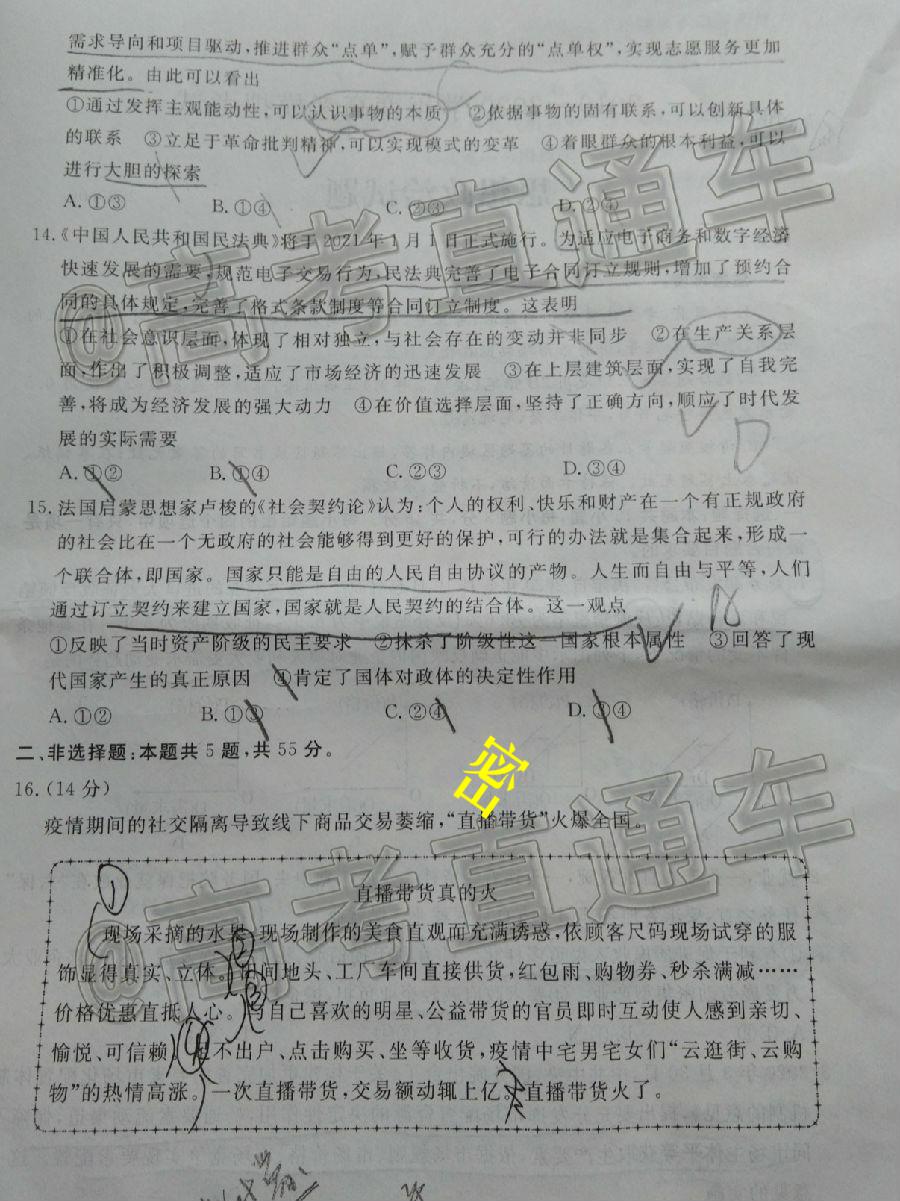 需求导向和项目驱动,推进群众“点单”,赋予群众充分的“点单权”,实现志愿服务更加
精准化。由此可以看出
①通过发挥主观能动性,可以认识事物的本质 ②依据事物的固有联系,可以创新具体
的联系 ③立足于革命批判精神,可以实现模式的变革 ④着眼群众的根本利益,可以
进行大胆的探索
A.①③ B.①④ C.②③ D.②④
14.《中国人民共和国民法典》将于2021年1月1日正式施行。为适应电子商务和数字经济
快速发展的需要,规范电子交易行为,民法典完善了电子合同订立规则,增加了预约合
同的具体规定,完善了格式条款制度等合同订立制度。这表明
①在社会意识层面,体现了相对独立,与社会存在的变动并非同步 ②在生产关系层
面,作出了积极调整,适应了市场经济的迅速发展 ③在上层建筑层面,实现了自我完
善,将成为经济发展的强大动力 ④在价值选择层面,坚持了正确方向,顺应了时代发
展的实际需要
D
A.①② B.①④ C.②③ D.③④
15.法国启蒙思想家卢梭的《社会契约论》认为:个人的权利、快乐和财产在一个有正规政府
的社会比在一个无政府的社会能够得到更好的保护,可行的办法就是集合起来,形成一
个联合体,即国家。国家只能是自由的人民自由协议的产物。人生而自由与平等,人们
通过订立契约来建立国家,国家就是人民契约的结合体。这一观点
①反映了当时资产阶级的民主要求 ②抹杀了阶级性这一国家根本属性 ③回答了现
代国家产生的真正原因 ④肯定了国体对政体的决定性作用
A.①② B.①③ C.②④ D.③④
二、非选择题:本题共5题,共55分。
16.(14分)
密
疫情期间的社交隔离导致线下商品交易萎缩,“直播带货”火爆全国。
①
直播带货真的火
现场采摘的水果、现场制作的美食直观而充满诱惑,依顾客尺码现场试穿的服
饰显得真实、立体。田间地头、工厂车间直接供货,红包雨、购物券、秒杀满减……
价格优惠直抵人心。与自己喜欢的明星、公益带货的官员即时互动使人感到亲切、
愉悦、可信赖。足不出户、点击购买、坐等收货,疫情中宅男宅女们“云逛街、云购
物”的热情高涨。一次直播带货,交易额动辄上亿。直播带货火了。
@高考直通车
@高考直通车